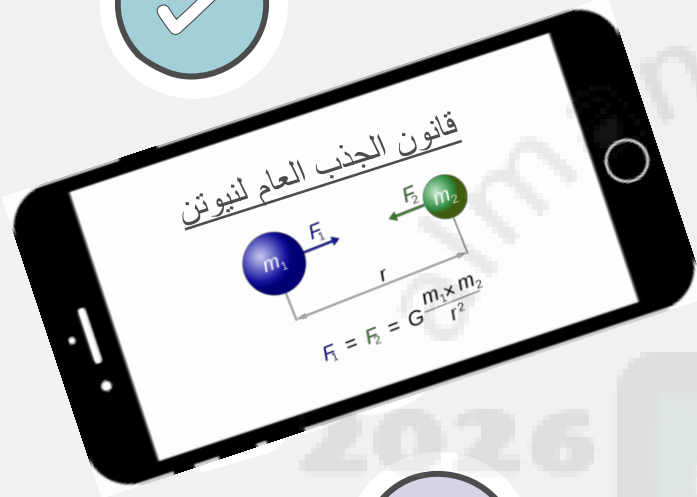 قانون الجذب العام لنيوتن
F₁ F₂
m₁ m₂
r
F₁ = F₂ = G m₁ × m₂ / r²
2026